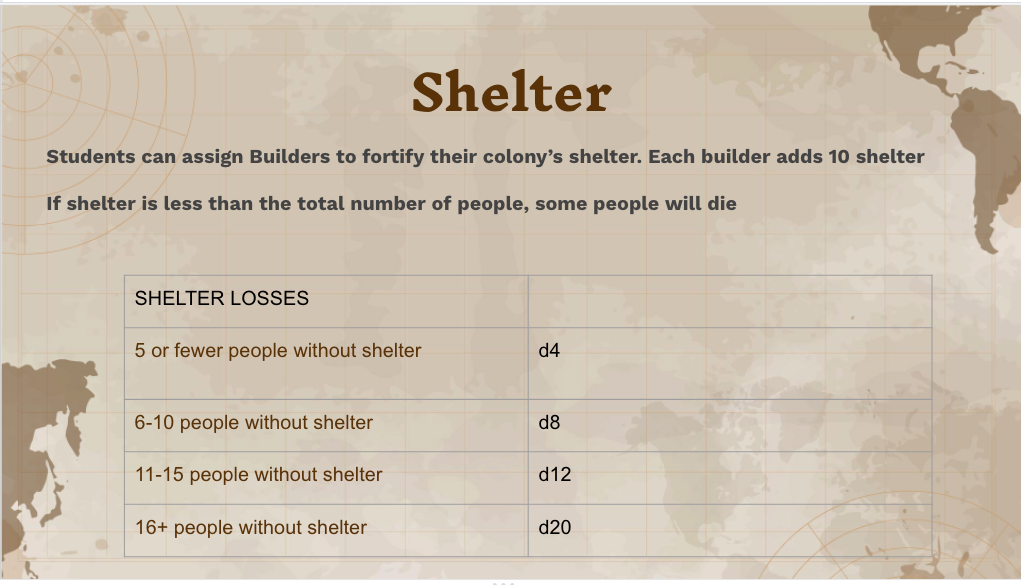 Shelter
Students can assign Builders to fortify their colony’s shelter. Each builder adds 10 shelter
If shelter is less than the total number of people, some people will die
SHELTER LOSSES
5 or fewer people without shelter d4
6-10 people without shelter d8
11-15 people without shelter d12
16+ people without shelter d20